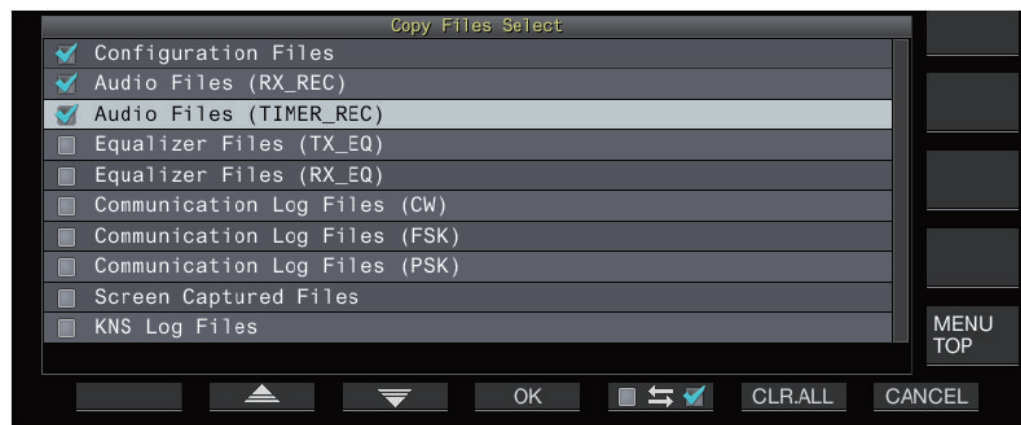 Copy Files Select
Configuration Files
Audio Files (RX_REC)
Audio Files (TIMER_REC)
Equalizer Files (TX_EQ)
Equalizer Files (RX_EQ)
Communication Log Files (CW)
Communication Log Files (FSK)
Communication Log Files (PSK)
Screen Captured Files
KNS Log Files
MENU
TOP
OK
CLR.ALL
CANCEL